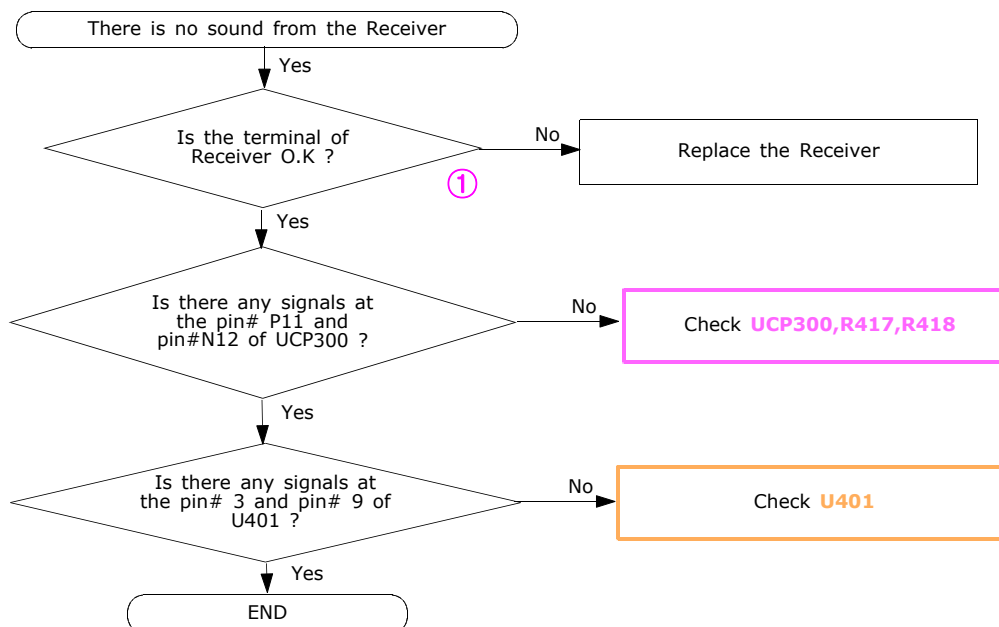 There is no sound from the Receiver
Yes
Is the terminal of
Receiver O.K ?
No
Replace the Receiver
①
Yes
Is there any signals at
the pin# P11 and
pin#N12 of UCP300 ?
No
Check UCP300,R417,R418
Yes
Is there any signals at
the pin# 3 and pin# 9 of
U401 ?
No
Check U401
Yes
END